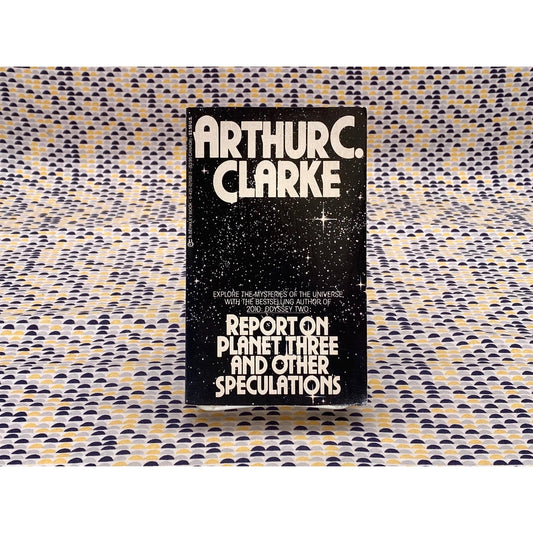 ARTHUR C.
CLARKE
EXPLORE THE MYSTERIES OF THE UNIVERSE
WITH THE BESTSELLING AUTHOR OF
2010: ODYSSEY TWO
REPORT ON
PLANET THREE
AND OTHER
SPECULATIONS